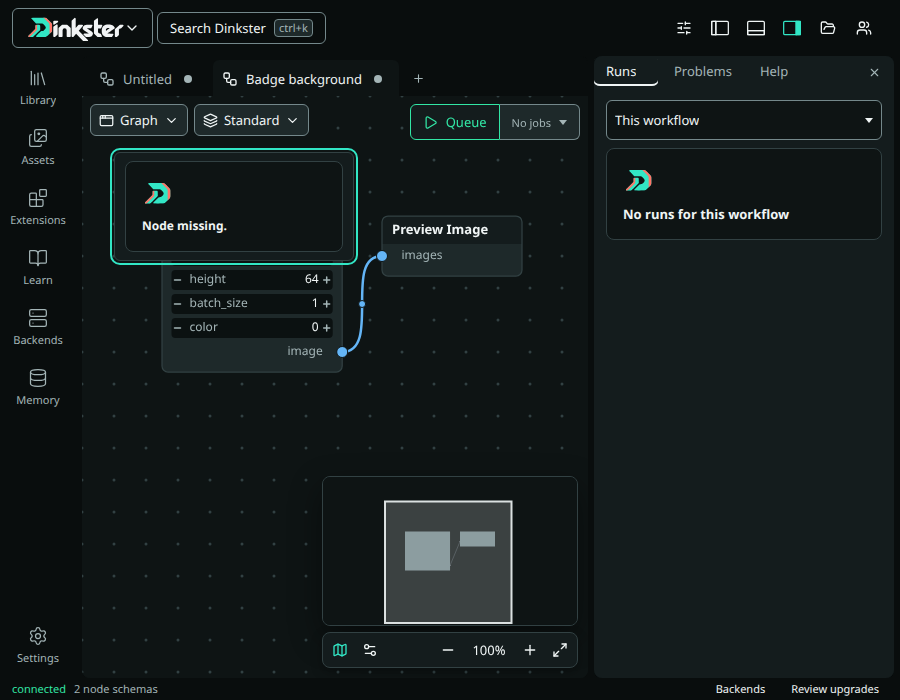 Dinkster
Search Dinkster ctrl+k
Library
Assets
Extensions
Learn
Backends
Memory
Settings
Untitled
Badge background
Graph
Standard
Queue
No jobs
Node missing.
height 64
batch_size 1
color 0
image
Preview Image
images
100%
Runs
Problems
Help
This workflow
No runs for this workflow
connected
2 node schemas
Backends
Review upgrades